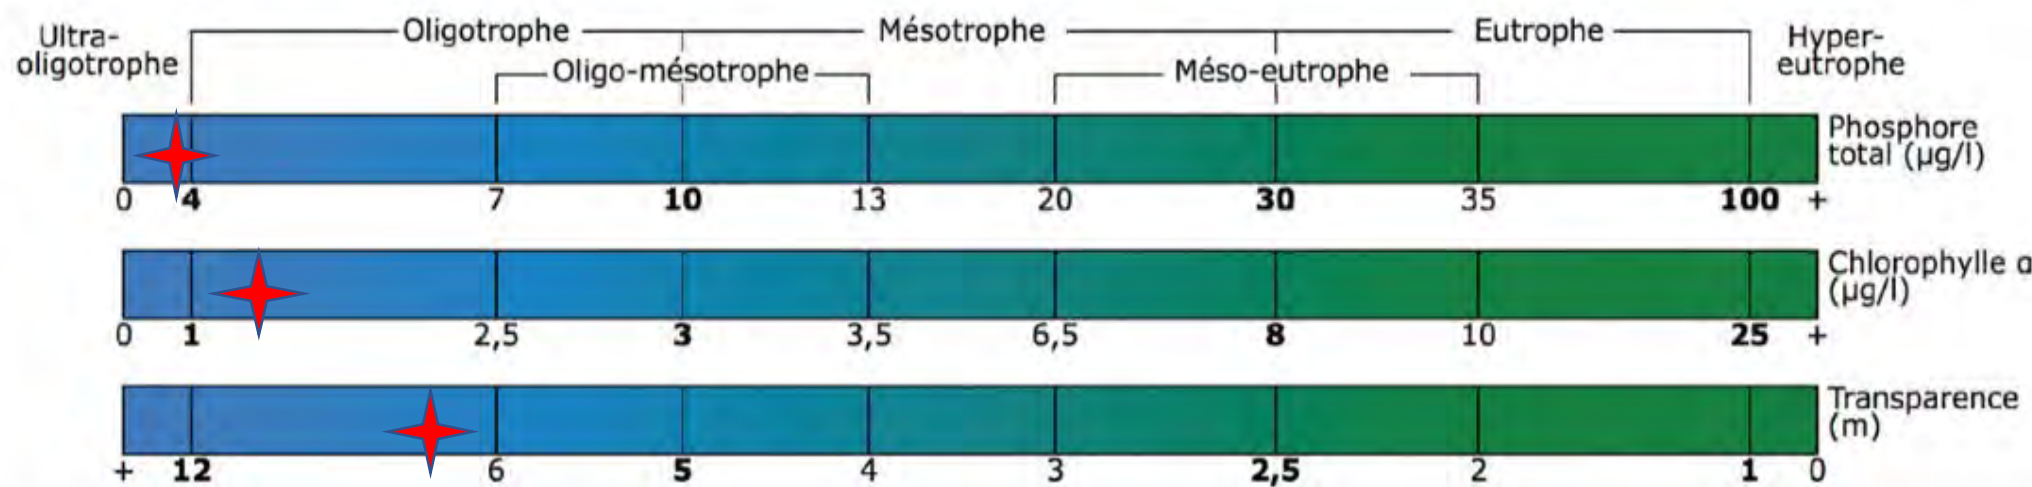 Ultra-
oligotrophe
Oligotrophe
Mésotrophe
Eutrophe
Hyper-
eutrophe
Oligo-mésotrophe
Méso-eutrophe
Phosphore
total (µg/l)
0 4 7 10 13 20 30 35 100 +
Chlorophylle α
(µg/l)
0 1 2,5 3 3,5 6,5 8 10 25 +
Transparence
(m)
+ 12 6 5 4 3 2,5 2 1 0